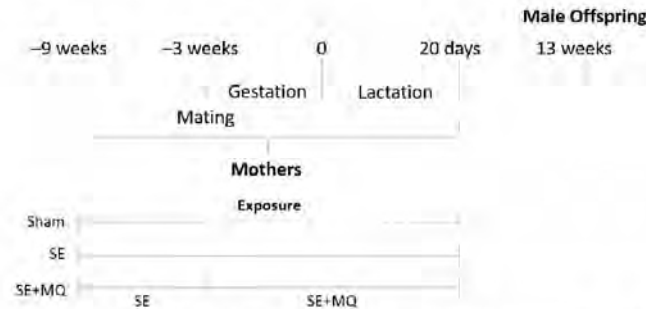 Male Offspring
–9 weeks –3 weeks 0 20 days 13 weeks
Gestation Lactation
Mating
Mothers
Exposure
Sham
SE
SE+MQ
SE SE+MQ